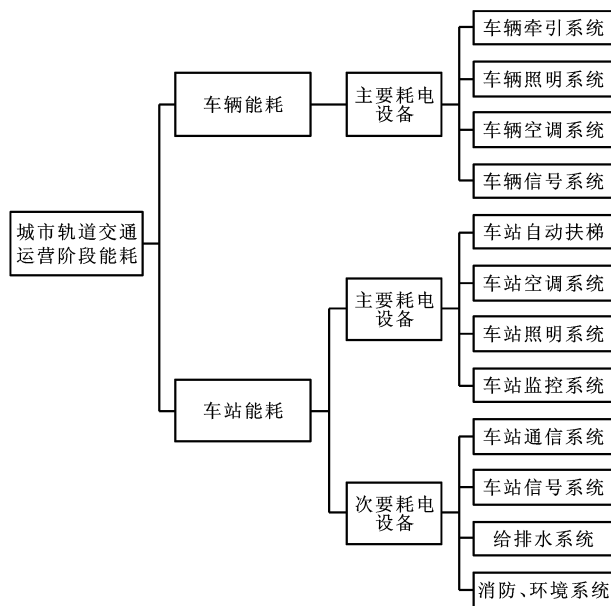 城市轨道交通
运营阶段能耗
车辆能耗
主要耗电
设备
车辆牵引系统
车辆照明系统
车辆空调系统
车辆信号系统
车站能耗
主要耗电
设备
车站自动扶梯
车站空调系统
车站照明系统
车站监控系统
次要耗电
设备
车站通信系统
车站信号系统
给排水系统
消防、环境系统